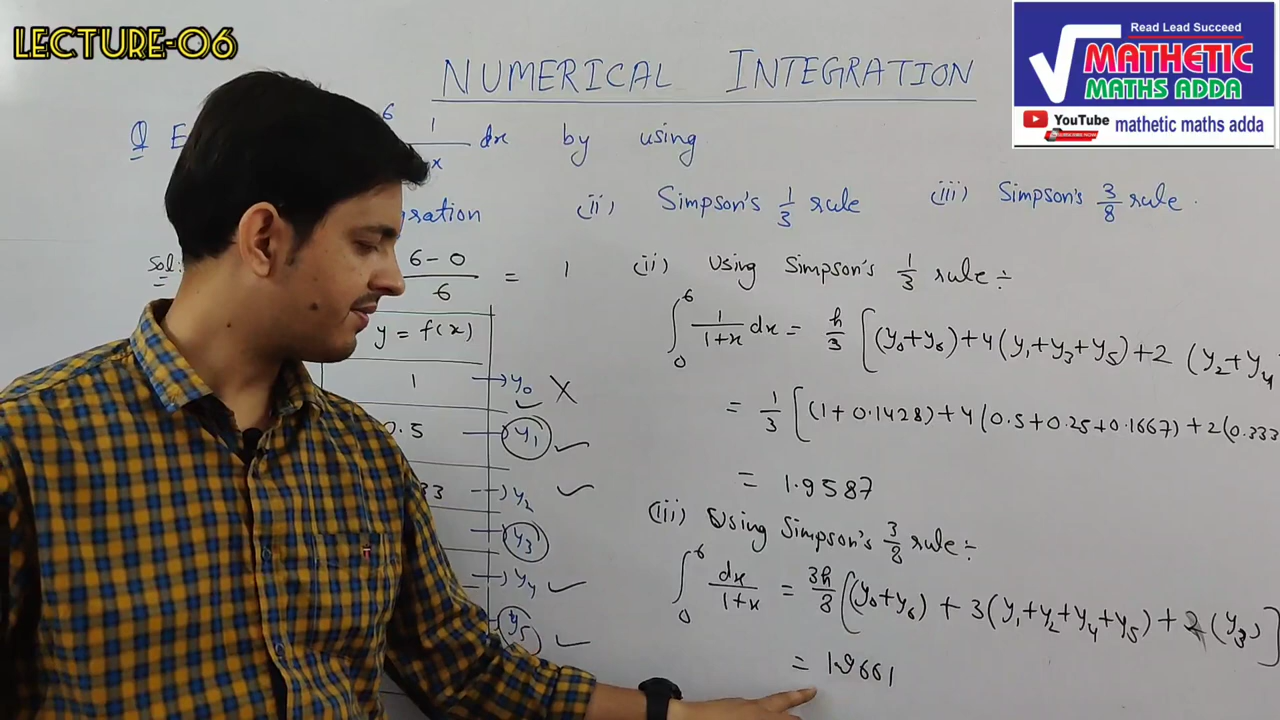 LECTURE-06
NUMERICAL INTEGRATION
Read Lead Succeed
MATHETIC
MATHS ADDA
YouTube mathetic maths adda
Q 6 1 dx by using
x
(ii) Simpson's 1/3 rule (iii) Simpson's 3/8 rule.
Sol: 6-0/6 = 1
y = f(x)
1 → y₀ ✓ X
0.5 → y₁ ✓
33 → y₂ ✓
→ y₃
→ y₄ ✓
y₅ ✓
(ii) Using Simpson's 1/3 rule ÷
∫₀⁶ 1/(1+x) dx = h/3 [(y₀+y₆)+4(y₁+y₃+y₅)+2 (y₂+y₄
= 1/3 [(1+0.1428)+4(0.5+0.25+0.1667)+2(0.333
= 1.9587
(iii) Using Simpson's 3/8 rule ÷
∫₀⁶ dx/(1+x) = 3h/8 [(y₀+y₆) + 3(y₁+y₂+y₄+y₅) + 2(y₃)]
= 1.9661